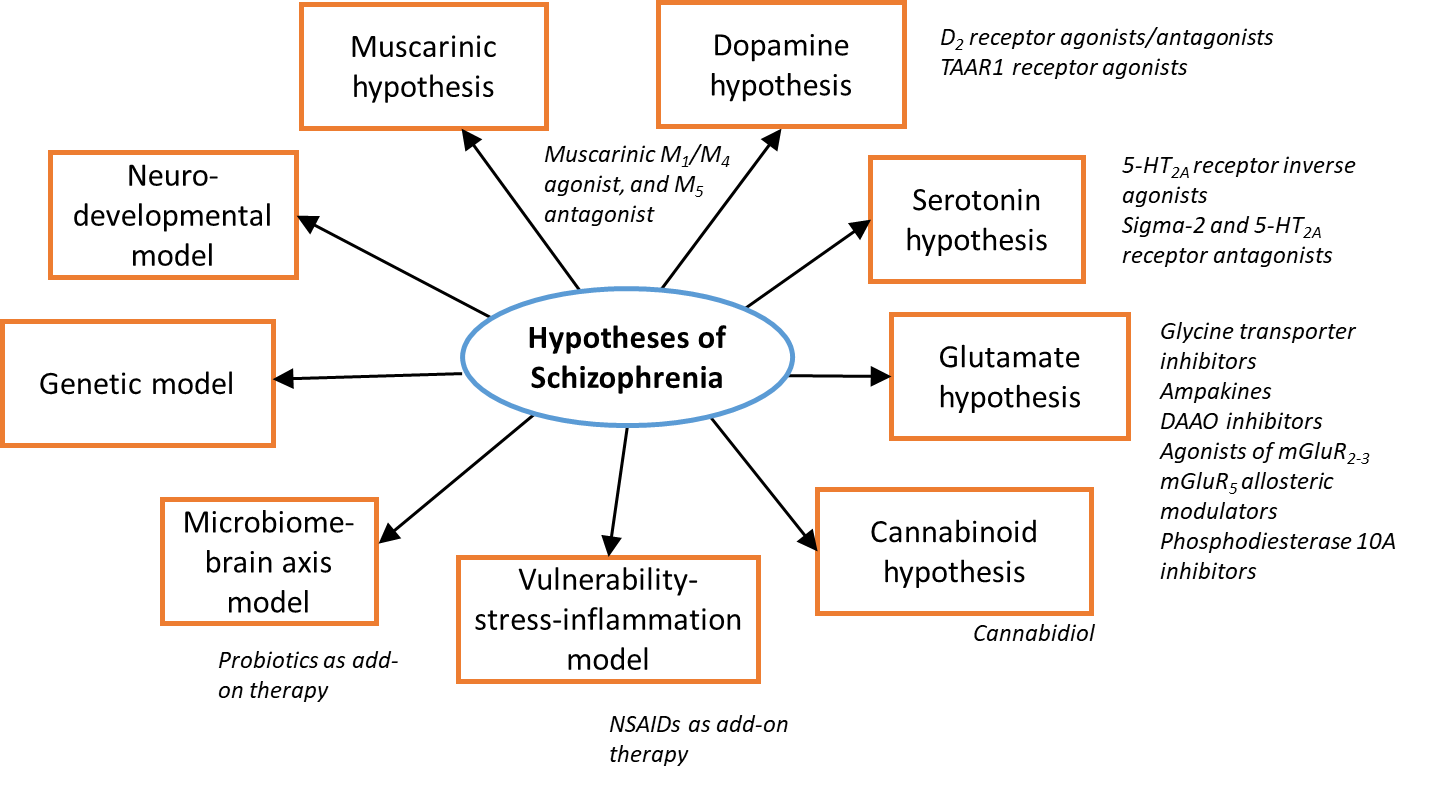 Muscarinic
hypothesis
Dopamine
hypothesis
D₂ receptor agonists/antagonists
TAAR1 receptor agonists
Muscarinic M₁/M₄
agonist, and M₅
antagonist
Neuro-
developmental
model
Serotonin
hypothesis
5-HT₂A receptor inverse
agonists
Sigma-2 and 5-HT₂A
receptor antagonists
Hypotheses of
Schizophrenia
Genetic model
Glutamate
hypothesis
Glycine transporter
inhibitors
Ampakines
DAAO inhibitors
Agonists of mGluR₂₋₃
mGluR₅ allosteric
modulators
Phosphodiesterase 10A
inhibitors
Microbiome-
brain axis
model
Probiotics as add-
on therapy
Vulnerability-
stress-inflammation
model
NSAIDs as add-on
therapy
Cannabinoid
hypothesis
Cannabidiol